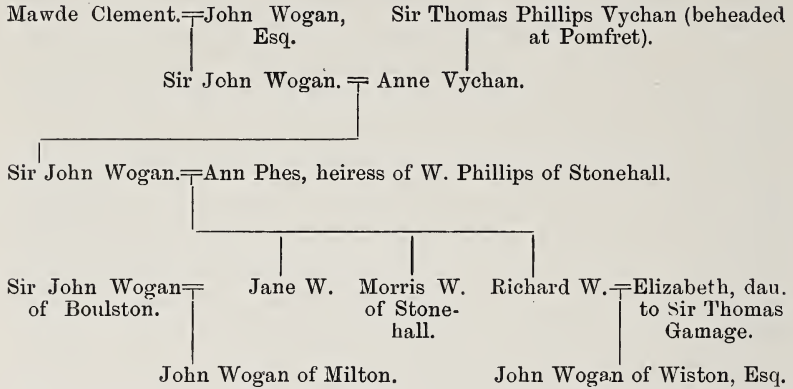 Mawde Clement.=John Wogan, Esq.
Sir Thomas Phillips Vychan (beheaded at Pomfret).
Sir John Wogan. = Anne Vychan.
Sir John Wogan.=Ann Phes, heiress of W. Phillips of Stonehall.
Sir John Wogan= of Boulston.
Jane W.
Morris W. of Stone-hall.
Richard W.=Elizabeth, dau. to Sir Thomas Gamage.
John Wogan of Milton.
John Wogan of Wiston, Esq.